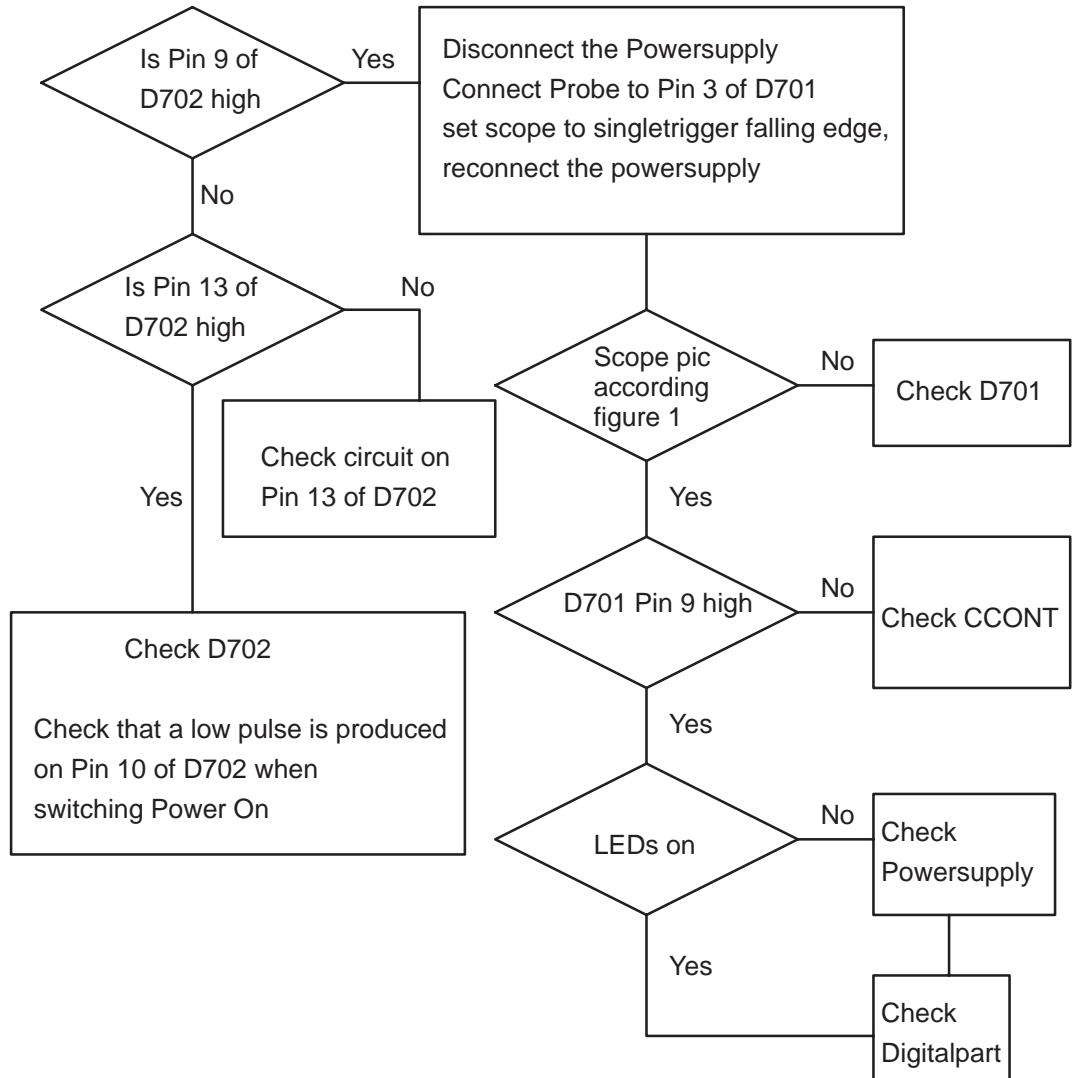 Is Pin 9 of
D702 high
Yes
Disconnect the Powersupply
Connect Probe to Pin 3 of D701
set scope to singletrigger falling edge,
reconnect the powersupply
No
Is Pin 13 of
D702 high
No
Check circuit on
Pin 13 of D702
Yes
Check D702
Check that a low pulse is produced
on Pin 10 of D702 when
switching Power On
Scope pic
according
figure 1
No
Check D701
Yes
D701 Pin 9 high
No
Check CCONT
Yes
LEDs on
No
Check
Powersupply
Yes
Check
Digitalpart